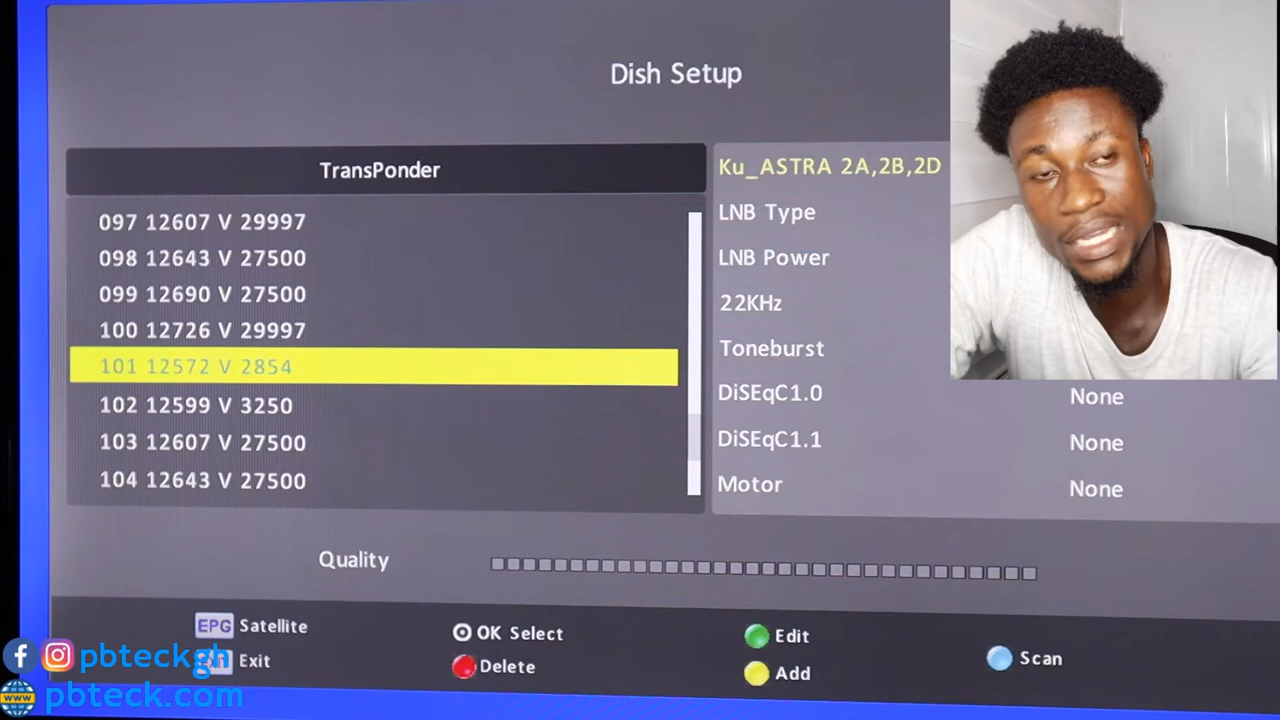 Dish Setup
TransPonder
097 12607 V 29997
098 12643 V 27500
099 12690 V 27500
100 12726 V 29997
101 12572 V 2854
102 12599 V 3250
103 12607 V 27500
104 12643 V 27500
Ku_ASTRA 2A,2B,2D
LNB Type
LNB Power
22KHz
Toneburst
DiSEqC1.0 None
DiSEqC1.1 None
Motor None
Quality
EPG Satellite
OK Select
Edit
Scan
Exit
Delete
Add
pbteckgh
www pbteck.com